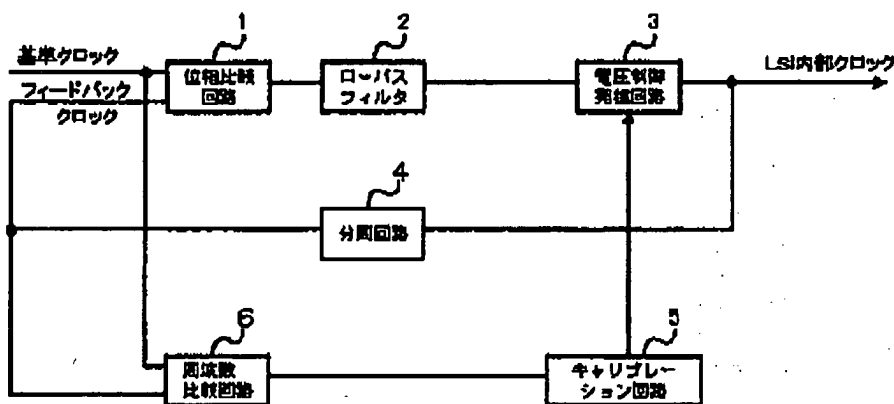 1
2
3
基準クロック
位相比較
回路
ローパス
フィルタ
電圧制御
発振回路
LSI内部クロック
フィードバック
クロック
4
分周回路
6
5
周波数
比較回路
キャリブレー
ション回路